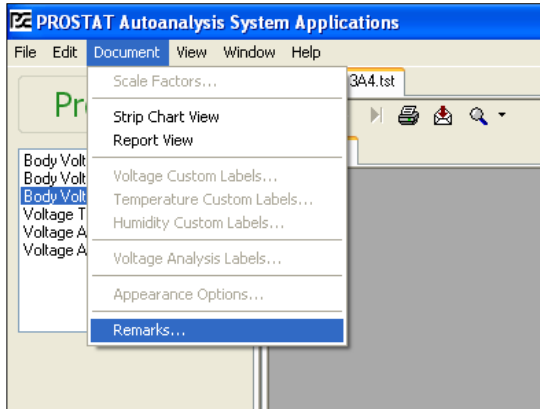 PROSTAT Autoanalysis System Applications
File Edit Document View Window Help
Scale Factors...
3A4.tst
Pr
Strip Chart View
Report View
Body Volt
Body Volt
Body Volt
Voltage T
Voltage A
Voltage A
Voltage Custom Labels...
Temperature Custom Labels...
Humidity Custom Labels...
Voltage Analysis Labels...
Appearance Options...
Remarks...